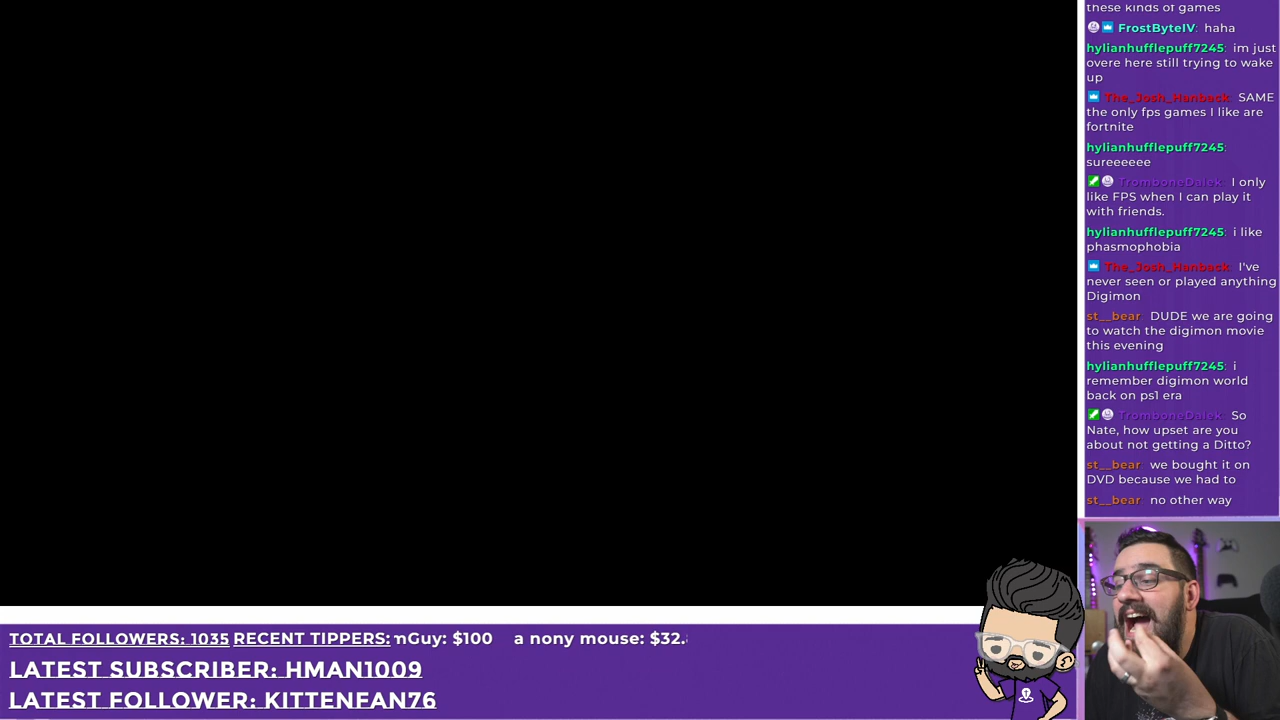 these kinds of games
FrostByteIV: haha
hylianhufflepuff7245: im just
overe here still trying to wake
up
The_Josh_Hanback: SAME
the only fps games I like are
fortnite
hylianhufflepuff7245:
sureeeeee
TromboneDalek: I only
like FPS when I can play it
with friends.
hylianhufflepuff7245: i like
phasmophobia
The_Josh_Hanback: I've
never seen or played anything
Digimon
st__bear: DUDE we are going
to watch the digimon movie
this evening
hylianhufflepuff7245: i
remember digimon world
back on ps1 era
TromboneDalek: So
Nate, how upset are you
about not getting a Ditto?
st__bear: we bought it on
DVD because we had to
st__bear: no other way
TOTAL FOLLOWERS: 1035 RECENT TIPPERS: nGuy: $100 a nony mouse: $32.
LATEST SUBSCRIBER: HMAN1009
LATEST FOLLOWER: KITTENFAN76